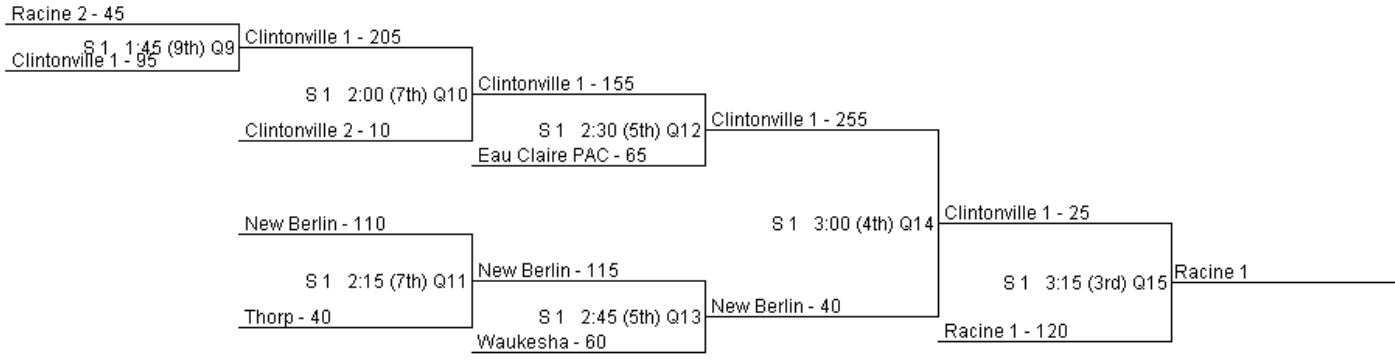 Racine 2 - 45
S 1 1:45 (9th) Q9
Clintonville 1 - 95
Clintonville 1 - 205
S 1 2:00 (7th) Q10
Clintonville 2 - 10
Clintonville 1 - 155
S 1 2:30 (5th) Q12
Eau Claire PAC - 65
Clintonville 1 - 255
New Berlin - 110
S 1 2:15 (7th) Q11
Thorp - 40
New Berlin - 115
S 1 2:45 (5th) Q13
Waukesha - 60
New Berlin - 40
S 1 3:00 (4th) Q14
Clintonville 1 - 25
S 1 3:15 (3rd) Q15
Racine 1 - 120
Racine 1